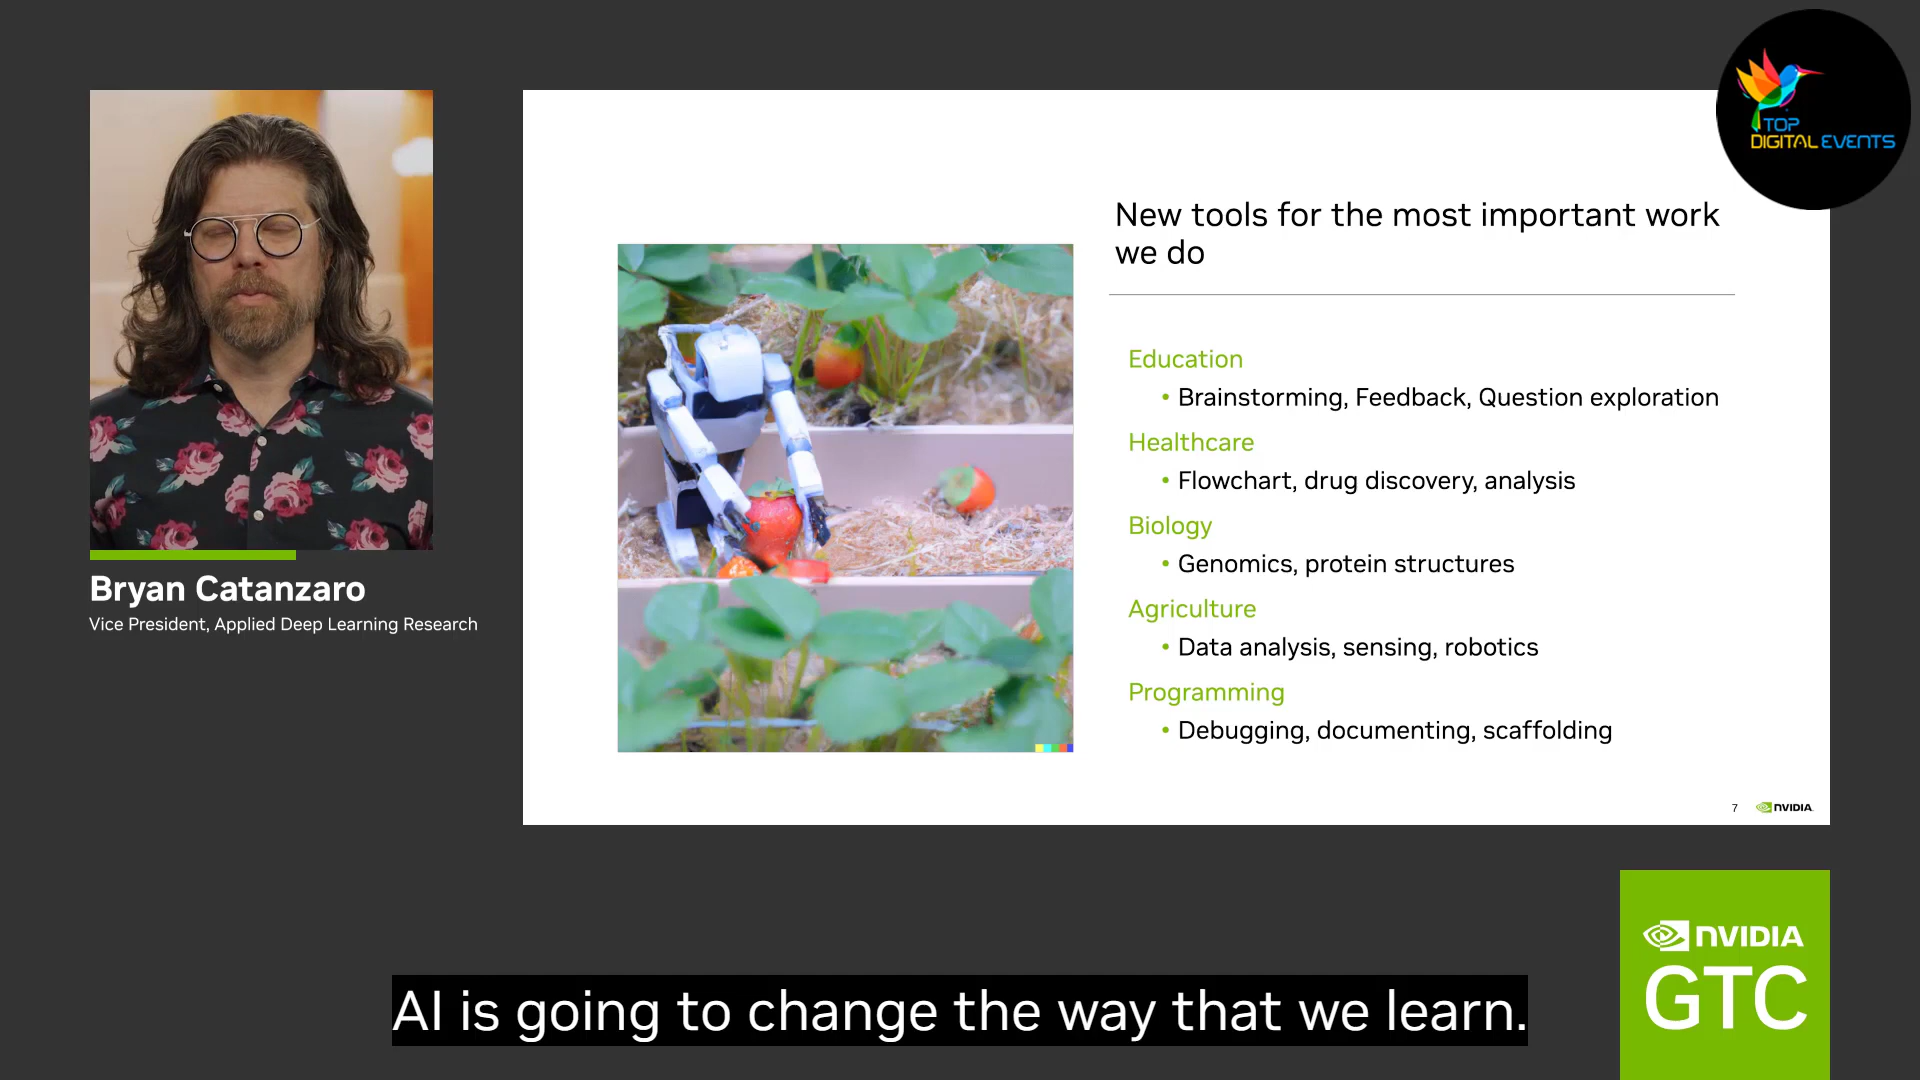 TOP
DIGITAL EVENTS
New tools for the most important work
we do
Education
• Brainstorming, Feedback, Question exploration
Healthcare
• Flowchart, drug discovery, analysis
Biology
• Genomics, protein structures
Agriculture
• Data analysis, sensing, robotics
Programming
• Debugging, documenting, scaffolding
7 NVIDIA
Bryan Catanzaro
Vice President, Applied Deep Learning Research
NVIDIA
GTC
AI is going to change the way that we learn.